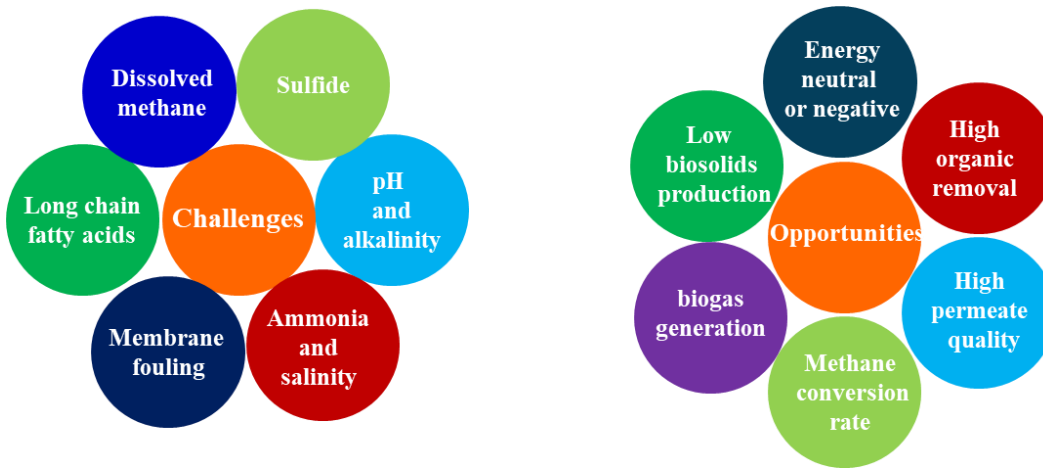 Dissolved
methane
Sulfide
Long chain
fatty acids
Challenges
pH
and
alkalinity
Membrane
fouling
Ammonia
and
salinity
Energy
neutral
or negative
Low
biosolids
production
High
organic
removal
Opportunities
biogas
generation
High
permeate
quality
Methane
conversion
rate